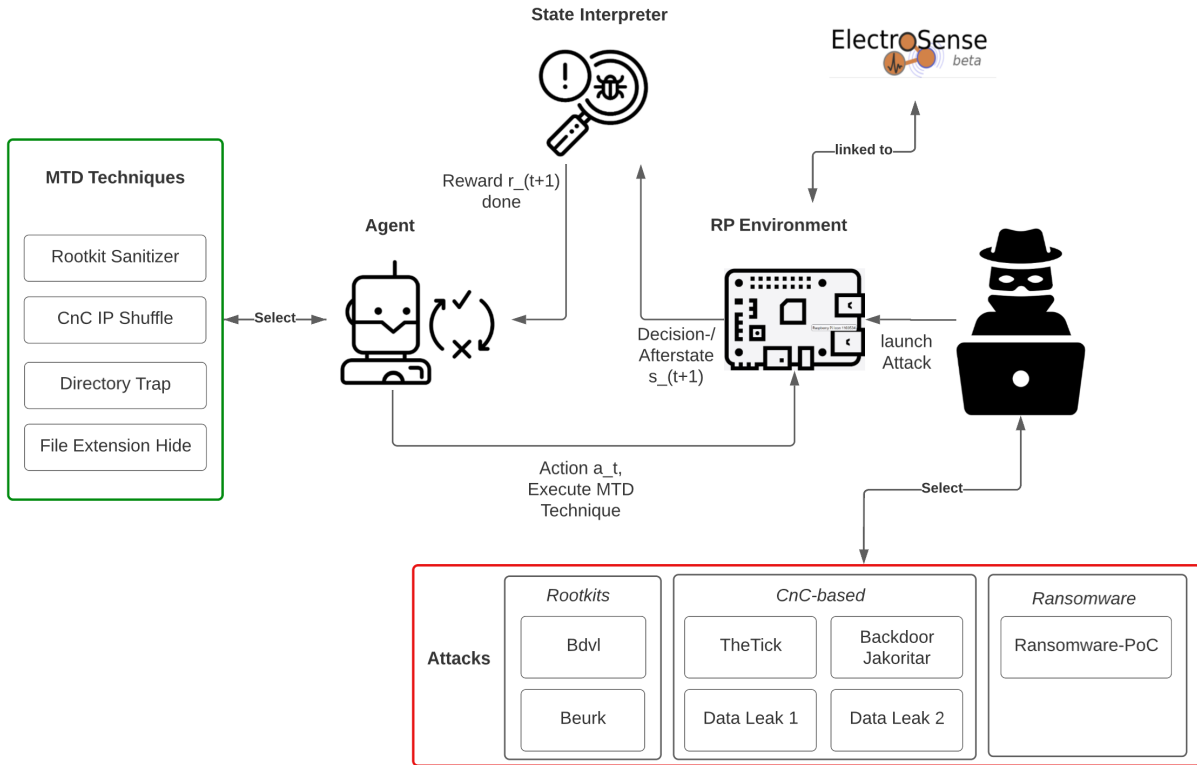 State Interpreter
ElectroSense
beta
linked to
MTD Techniques
Rootkit Sanitizer
CnC IP Shuffle
Directory Trap
File Extension Hide
Select
Reward r_(t+1)
done
Agent
RP Environment
Decision-/
Afterstate
s_(t+1)
launch
Attack
Action a_t,
Execute MTD
Technique
Select
Attacks
Rootkits
Bdvl
Beurk
CnC-based
TheTick
Backdoor
Jakoritar
Data Leak 1
Data Leak 2
Ransomware
Ransomware-PoC